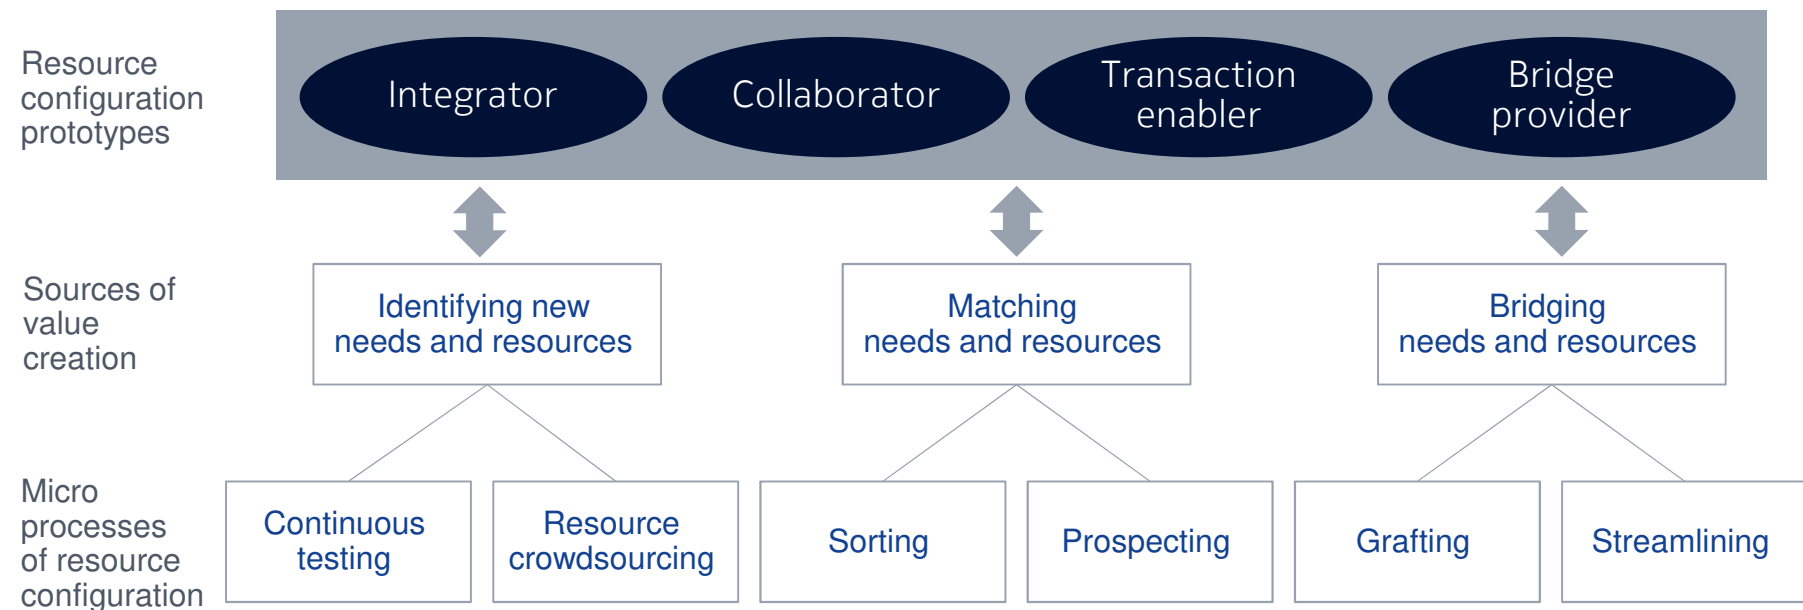 Resource
configuration
prototypes
Integrator
Collaborator
Transaction
enabler
Bridge
provider
Sources of
value
creation
Identifying new
needs and resources
Matching
needs and resources
Bridging
needs and resources
Micro
processes
of resource
configuration
Continuous
testing
Resource
crowdsourcing
Sorting
Prospecting
Grafting
Streamlining